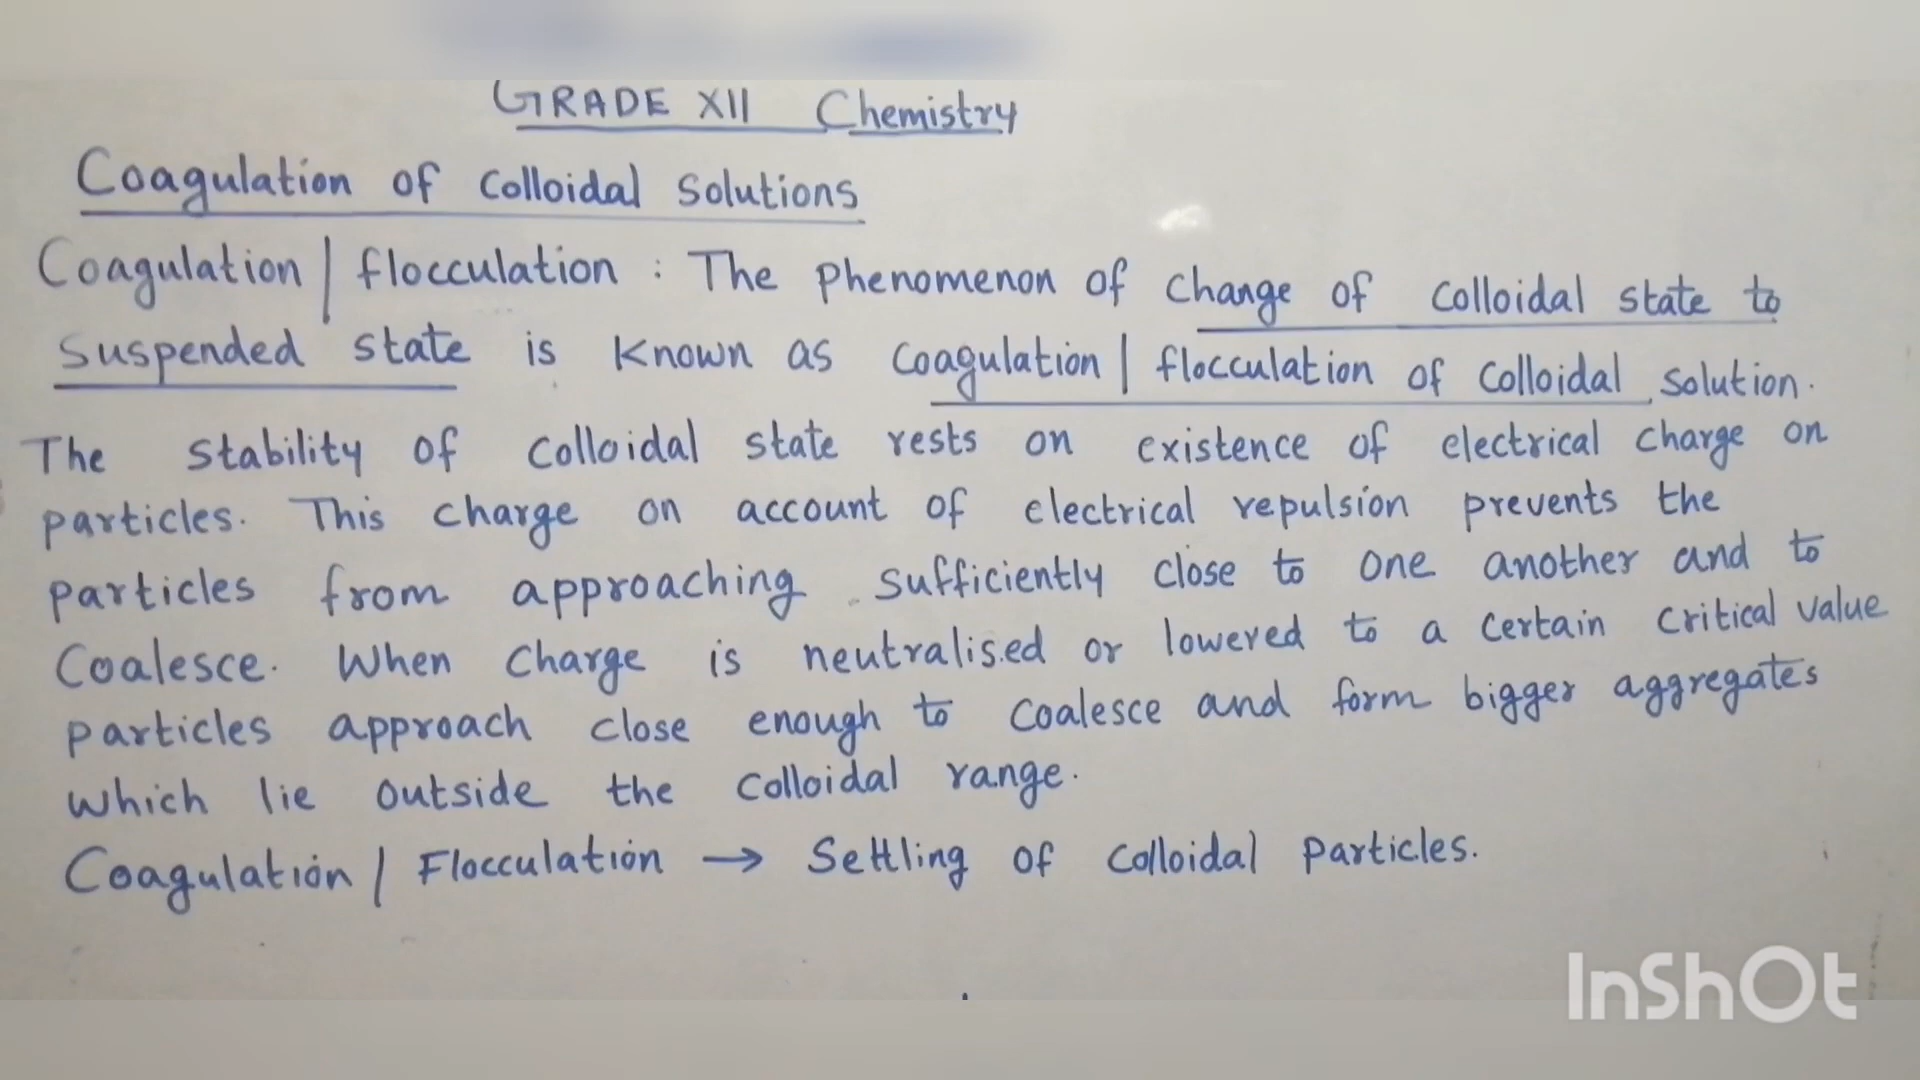 GRADE XII Chemistry
Coagulation of colloidal solutions
Coagulation / flocculation : The phenomenon of change of colloidal state to
suspended state is known as coagulation / flocculation of colloidal solution.
The stability of colloidal state rests on existence of electrical charge on
particles. This charge on account of electrical repulsion prevents the
particles from approaching sufficiently close to one another and to
coalesce. When charge is neutralised or lowered to a certain critical value
particles approach close enough to coalesce and form bigger aggregates
which lie outside the colloidal range.
Coagulation / Flocculation → Settling of colloidal particles.
InShOt